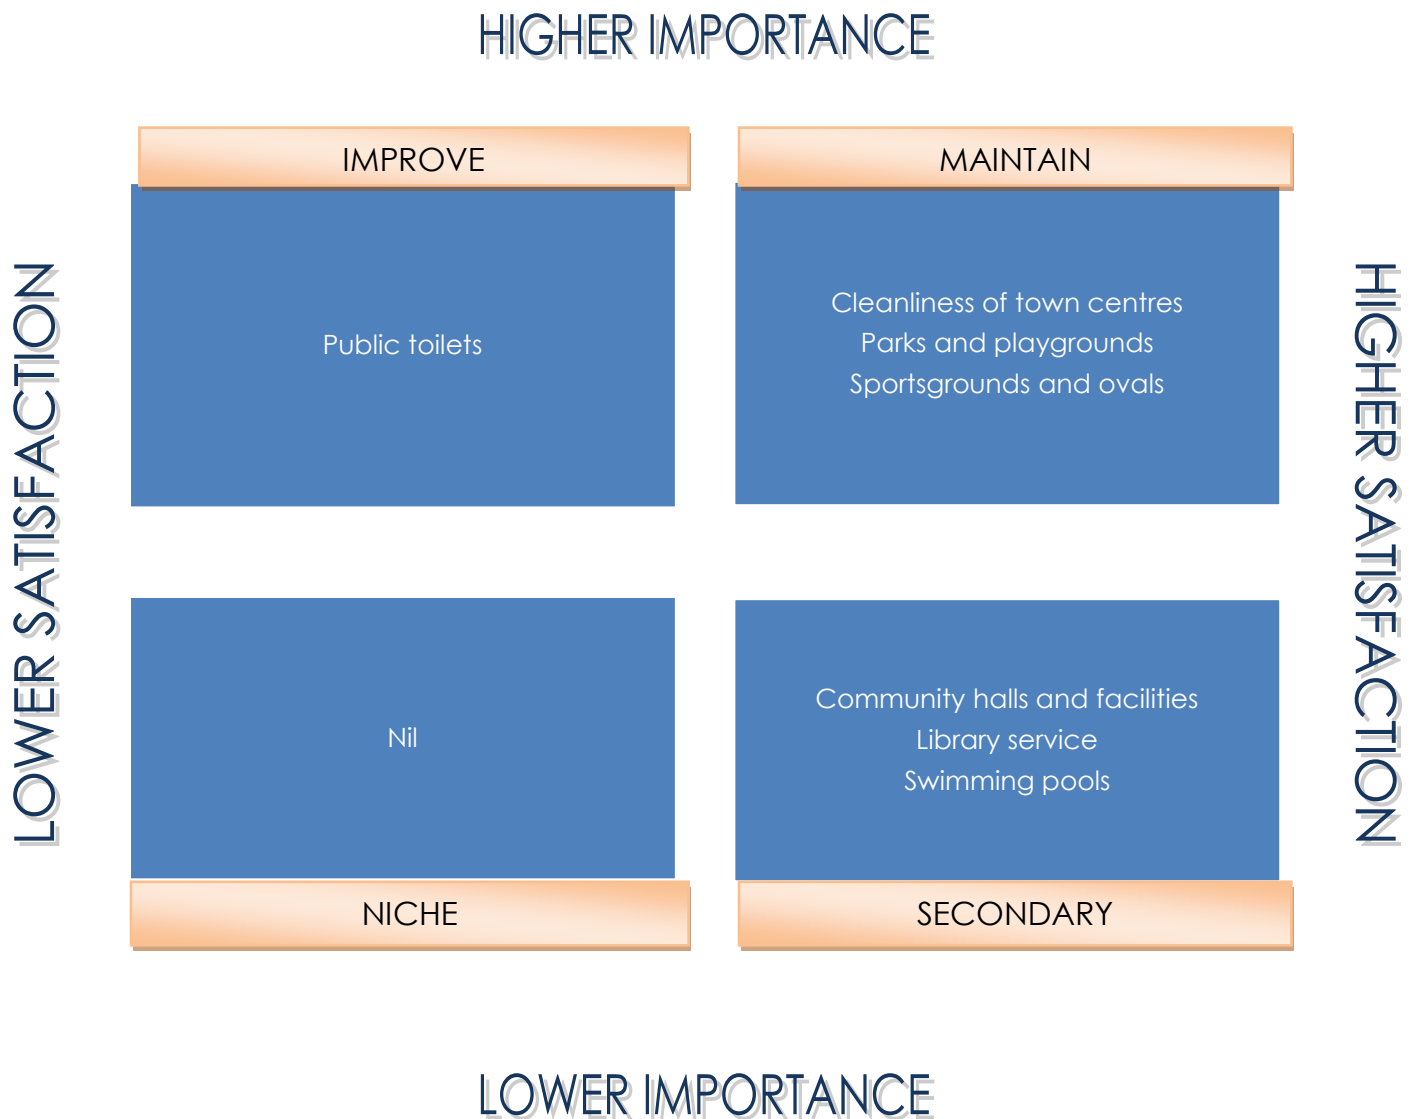 HIGHER IMPORTANCE
IMPROVE
MAINTAIN
LOWER SATISFACTION
Public toilets
Cleanliness of town centres
Parks and playgrounds
Sportsgrounds and ovals
HIGHER SATISFACTION
Nil
Community halls and facilities
Library service
Swimming pools
NICHE
SECONDARY
LOWER IMPORTANCE